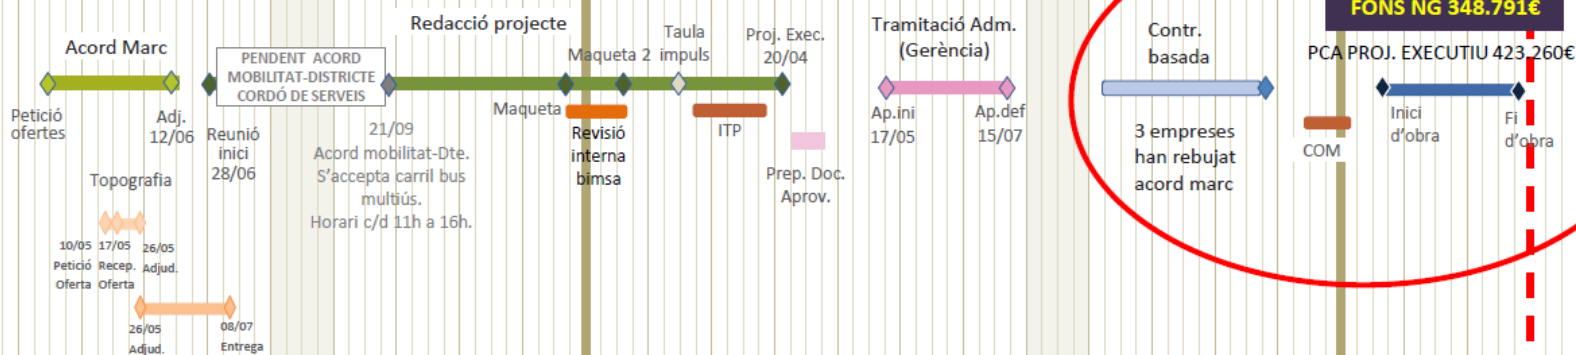 Acord Marc
Petició
ofertes
Adj.
12/06
Reunió
inici
28/06
Topografia
10/05
Petició
Oferta
17/05
Recep.
Oferta
26/05
Adjud.
26/05
Adjud.
08/07
Entrega
PENDENT ACORD
MOBILITAT-DISTRICTE
CORDÓ DE SERVEIS
21/09
Acord mobilitat-Dte.
S'accepta carril bus
multiús.
Horari c/d 11h a 16h.
Redacció projecte
Maqueta
Revisió
interna
bimsa
Maqueta 2
Taula
impuls
ITP
Proj. Exec.
20/04
Prep. Doc.
Aprov.
Tramitació Adm.
(Gerència)
Ap.ini
17/05
Ap.def
15/07
Contr.
basada
3 empreses
han rebujat
acord marc
COM
FONS NG 348.791€
PCA PROJ. EXECUTIU 423.260€
Inici
d'obra
Fi
d'obra